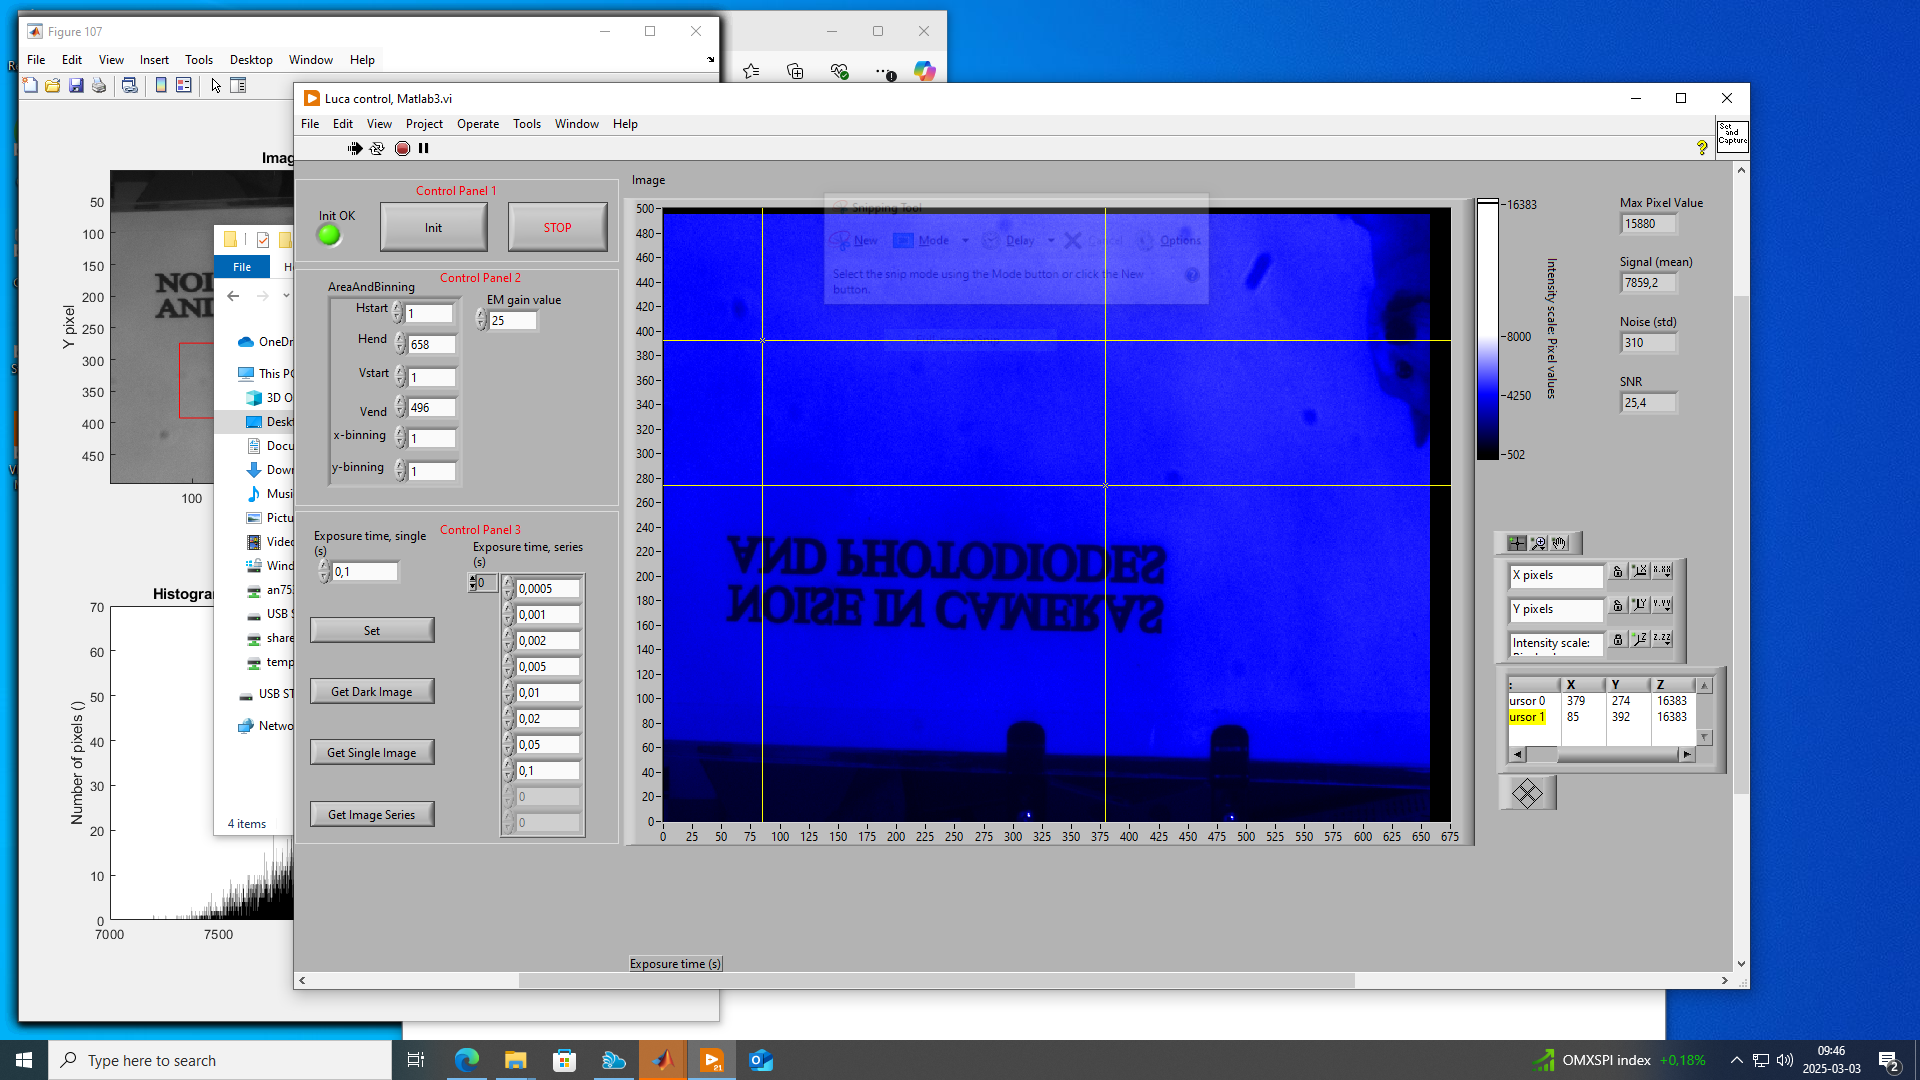 Figure 107
File Edit View Insert Tools Desktop Window Help
Luca control, Matlab3.vi
File Edit View Project Operate Tools Window Help
Set
and
Capture
Control Panel 1
Init OK
Init
STOP
Control Panel 2
AreaAndBinning
EM gain value
25
Hstart 1
Hend 658
Vstart 1
Vend 496
x-binning 1
y-binning 1
Control Panel 3
Exposure time, single
(s)
0,1
Exposure time, series
(s)
0
0,0005
0,001
0,002
0,005
0,01
0,02
0,05
0,1
0
0
Set
Get Dark Image
Get Single Image
Get Image Series
Image
500
480
460
440
420
400
380
360
340
320
300
280
260
240
220
200
180
160
140
120
100
80
60
40
20
0
0 25 50 75 100 125 150 175 200 225 250 275 300 325 350 375 400 425 450 475 500 525 550 575 600 625 650 675
Snipping Tool
New Mode Delay Cancel Options
Select the snip mode using the Mode button or click the New
button.
AND PHOTODIODES
NOISE IN CAMERAS
16383
8000
4250
502
Intensity scale: Pixel values
Max Pixel Value
15880
Signal (mean)
7859,2
Noise (std)
310
SNR
25,4
X pixels
Y pixels
Intensity scale:
: X Y Z
ursor 0 379 274 16383
ursor 1 85 392 16383
Exposure time (s)
Imag
50
100
150
200
250
300
350
400
450
Y pixel
NOI
AND
100
Histogran
70
60
50
40
30
20
10
0
Number of pixels ()
7000 7500
File H
OneDr
This PC
3D O
Deskt
Docu
Down
Musi
Pictu
Video
Wind
an75
USB S
share
temp
USB ST
Netwo
4 items
Type here to search
21
OMXSPI index +0,18%
09:46
2025-03-03
2